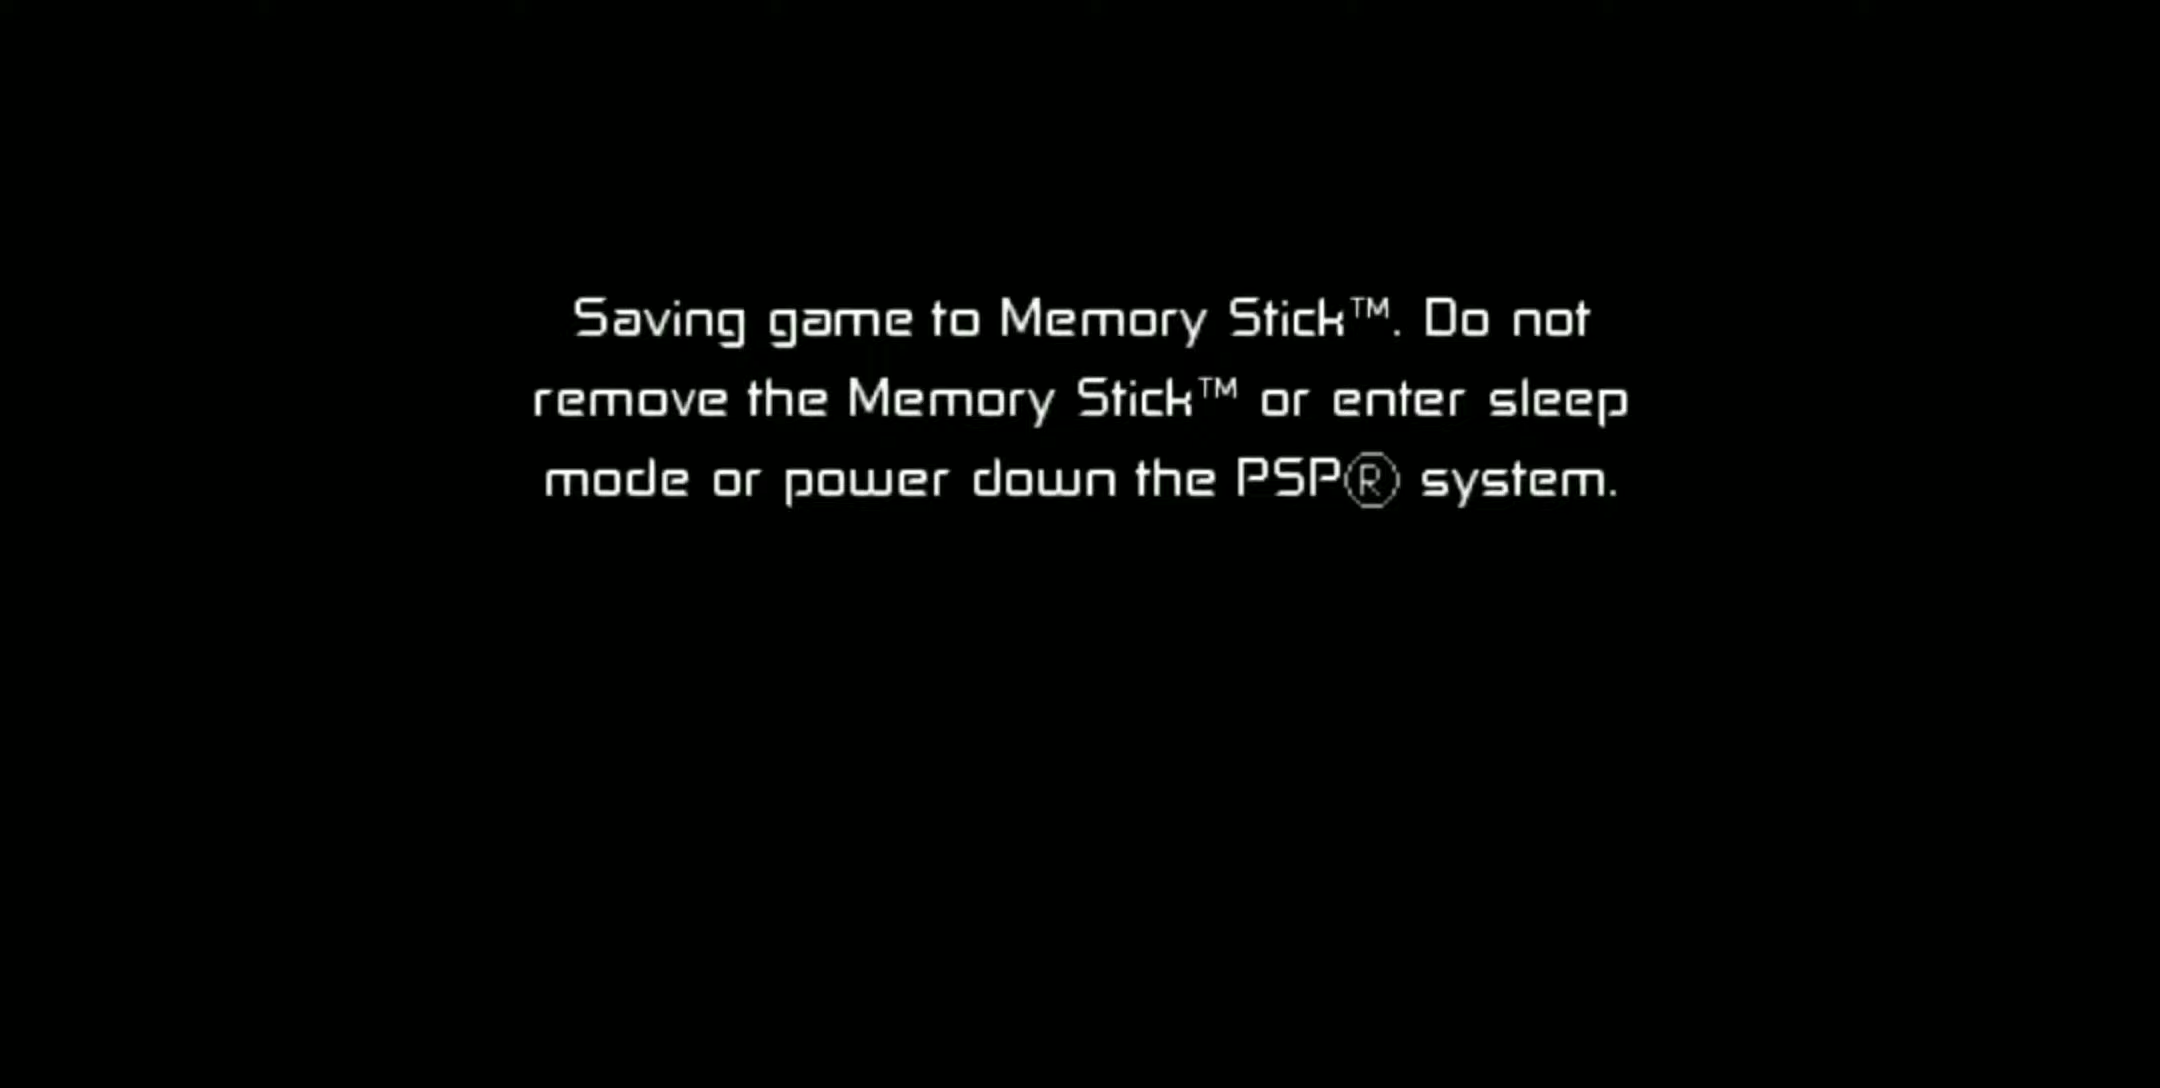 Saving game to Memory Stick™. Do not
remove the Memory Stick™ or enter sleep
mode or power down the PSP® system.